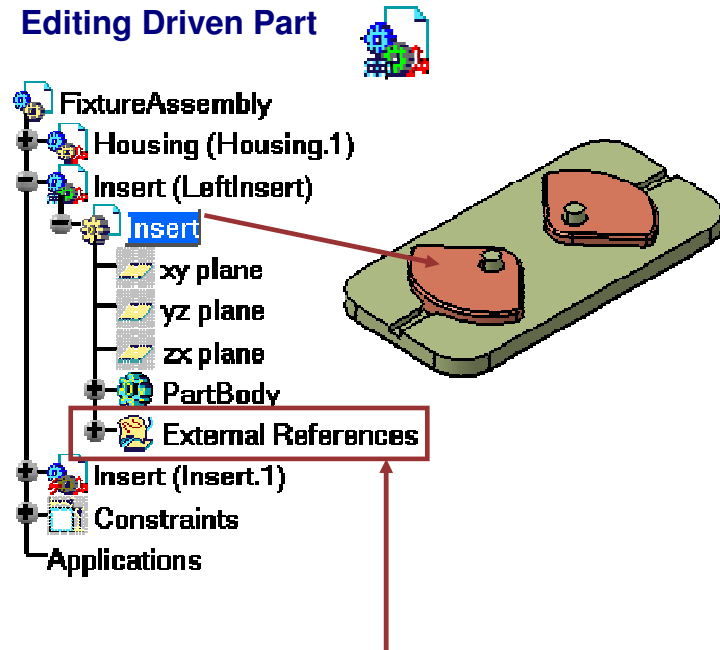 Editing Driven Part
FixtureAssembly
Housing (Housing.1)
Insert (LeftInsert)
Insert
xy plane
yz plane
zx plane
PartBody
External References
Insert (Insert.1)
Constraints
Applications